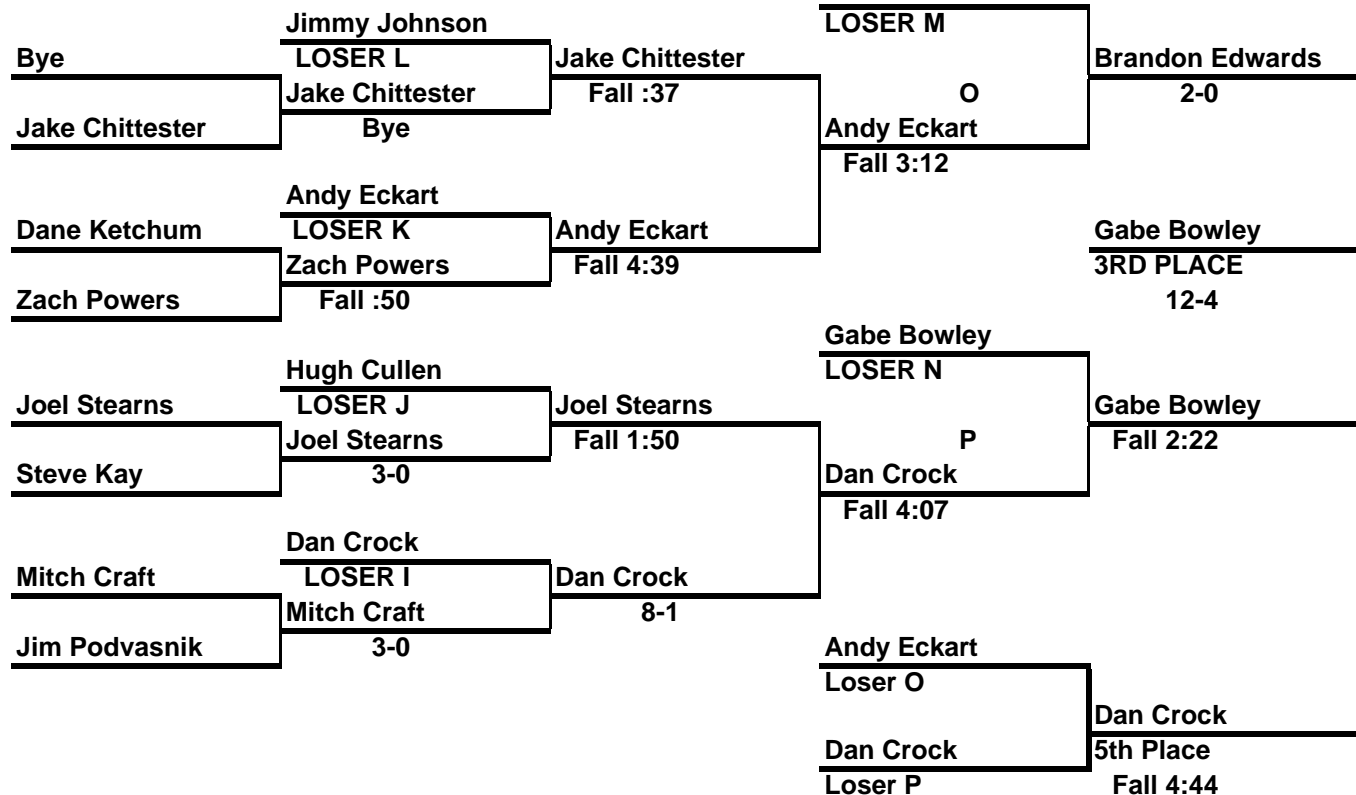 Jimmy Johnson LOSER M
Bye LOSER L Jake Chittester Brandon Edwards
Jake Chittester Fall :37 O 2-0
Jake Chittester Bye Andy Eckart
Fall 3:12
Andy Eckart
Dane Ketchum LOSER K Andy Eckart Gabe Bowley
Zach Powers Fall 4:39 3RD PLACE
Zach Powers Fall :50 12-4
Gabe Bowley
Hugh Cullen LOSER N
Joel Stearns LOSER J Joel Stearns Gabe Bowley
Joel Stearns Fall 1:50 P Fall 2:22
Steve Kay 3-0 Dan Crock
Fall 4:07
Dan Crock
Mitch Craft LOSER I Dan Crock
Mitch Craft 8-1
Jim Podvasnik 3-0 Andy Eckart
Loser O
Dan Crock
Dan Crock 5th Place
Loser P Fall 4:44